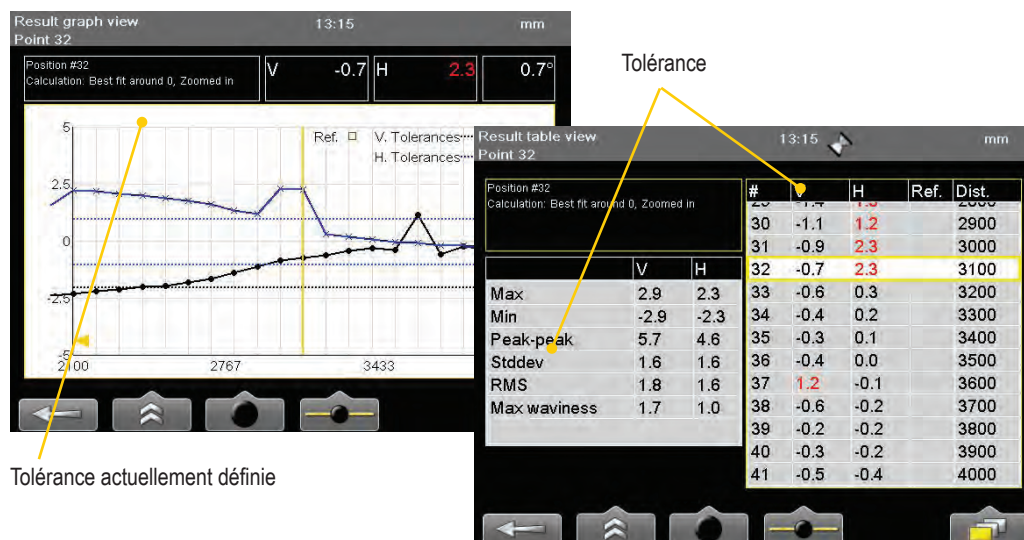 Result graph view 13:15 mm
Point 32
Position #32
Calculation: Best fit around 0, Zoomed in
V -0.7 H 2.3 0.7°
Ref. V. Tolerances
H. Tolerances
5
2.5
0
-2.5
-5
2100 2767 3433
Tolérance actuellement définie
Tolérance
Result table view 13:15 mm
Point 32
Position #32
Calculation: Best fit around 0, Zoomed in
V H
Max 2.9 2.3
Min -2.9 -2.3
Peak-peak 5.7 4.6
Stddev 1.6 1.6
RMS 1.8 1.6
Max waviness 1.7 1.0
# V H Ref. Dist.
30 -1.1 1.2 2900
31 -0.9 2.3 3000
32 -0.7 2.3 3100
33 -0.6 0.3 3200
34 -0.4 0.2 3300
35 -0.3 0.1 3400
36 -0.4 0.0 3500
37 1.2 -0.1 3600
38 -0.6 -0.2 3700
39 -0.2 -0.2 3800
40 -0.3 -0.2 3900
41 -0.5 -0.4 4000